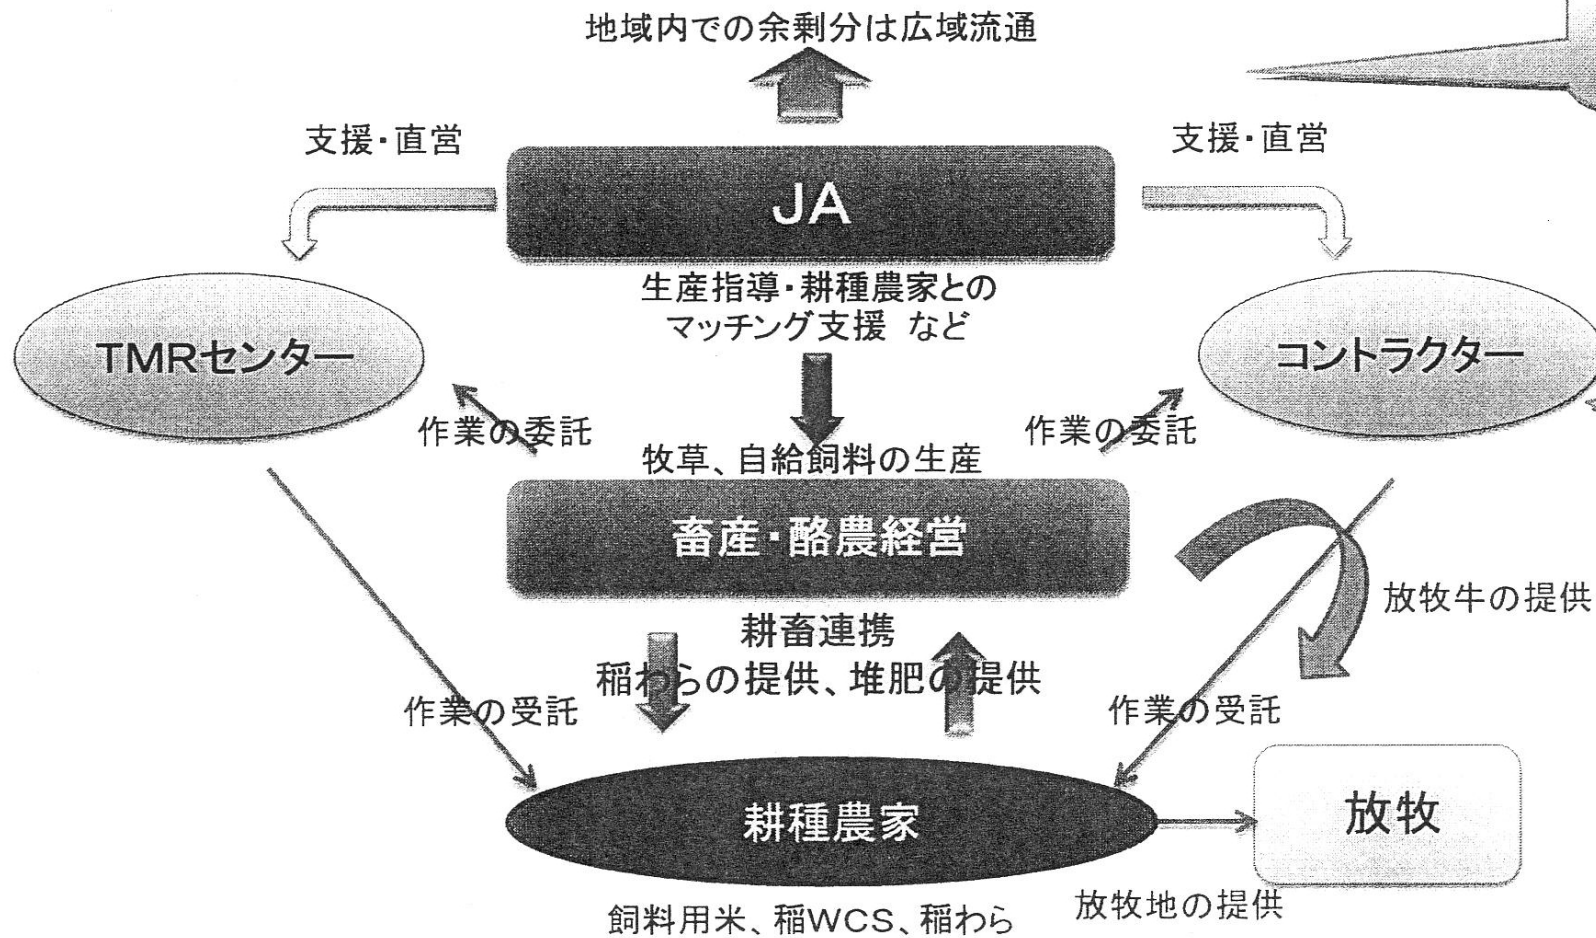 地域内での余剰分は広域流通
支援・直営
支援・直営
JA
生産指導・耕種農家との
マッチング支援 など
TMRセンター
コントラクター
作業の委託
作業の委託
牧草、自給飼料の生産
畜産・酪農経営
放牧牛の提供
耕畜連携
稲わらの提供、堆肥の提供
作業の受託
作業の受託
耕種農家
放牧
放牧地の提供
飼料用米、稲WCS、稲わら